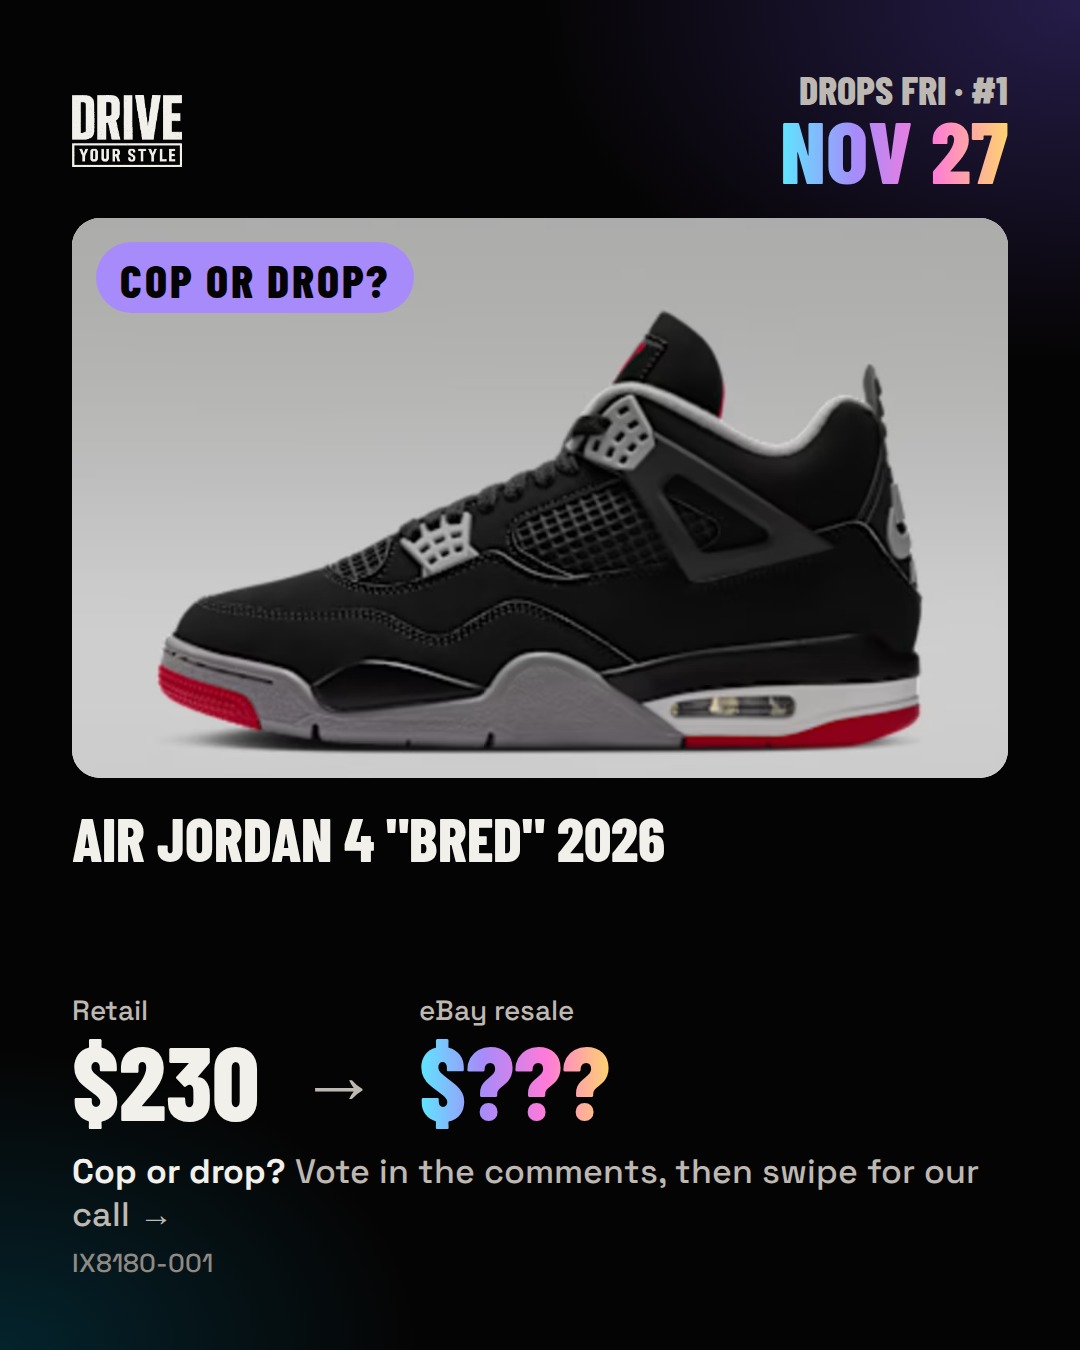 DRIVE
YOUR STYLE
DROPS FRI · #1
NOV 27
COP OR DROP?
AIR JORDAN 4 "BRED" 2026
Retail
$230
→
eBay resale
$???
Cop or drop? Vote in the comments, then swipe for our
call →
IX8180-001